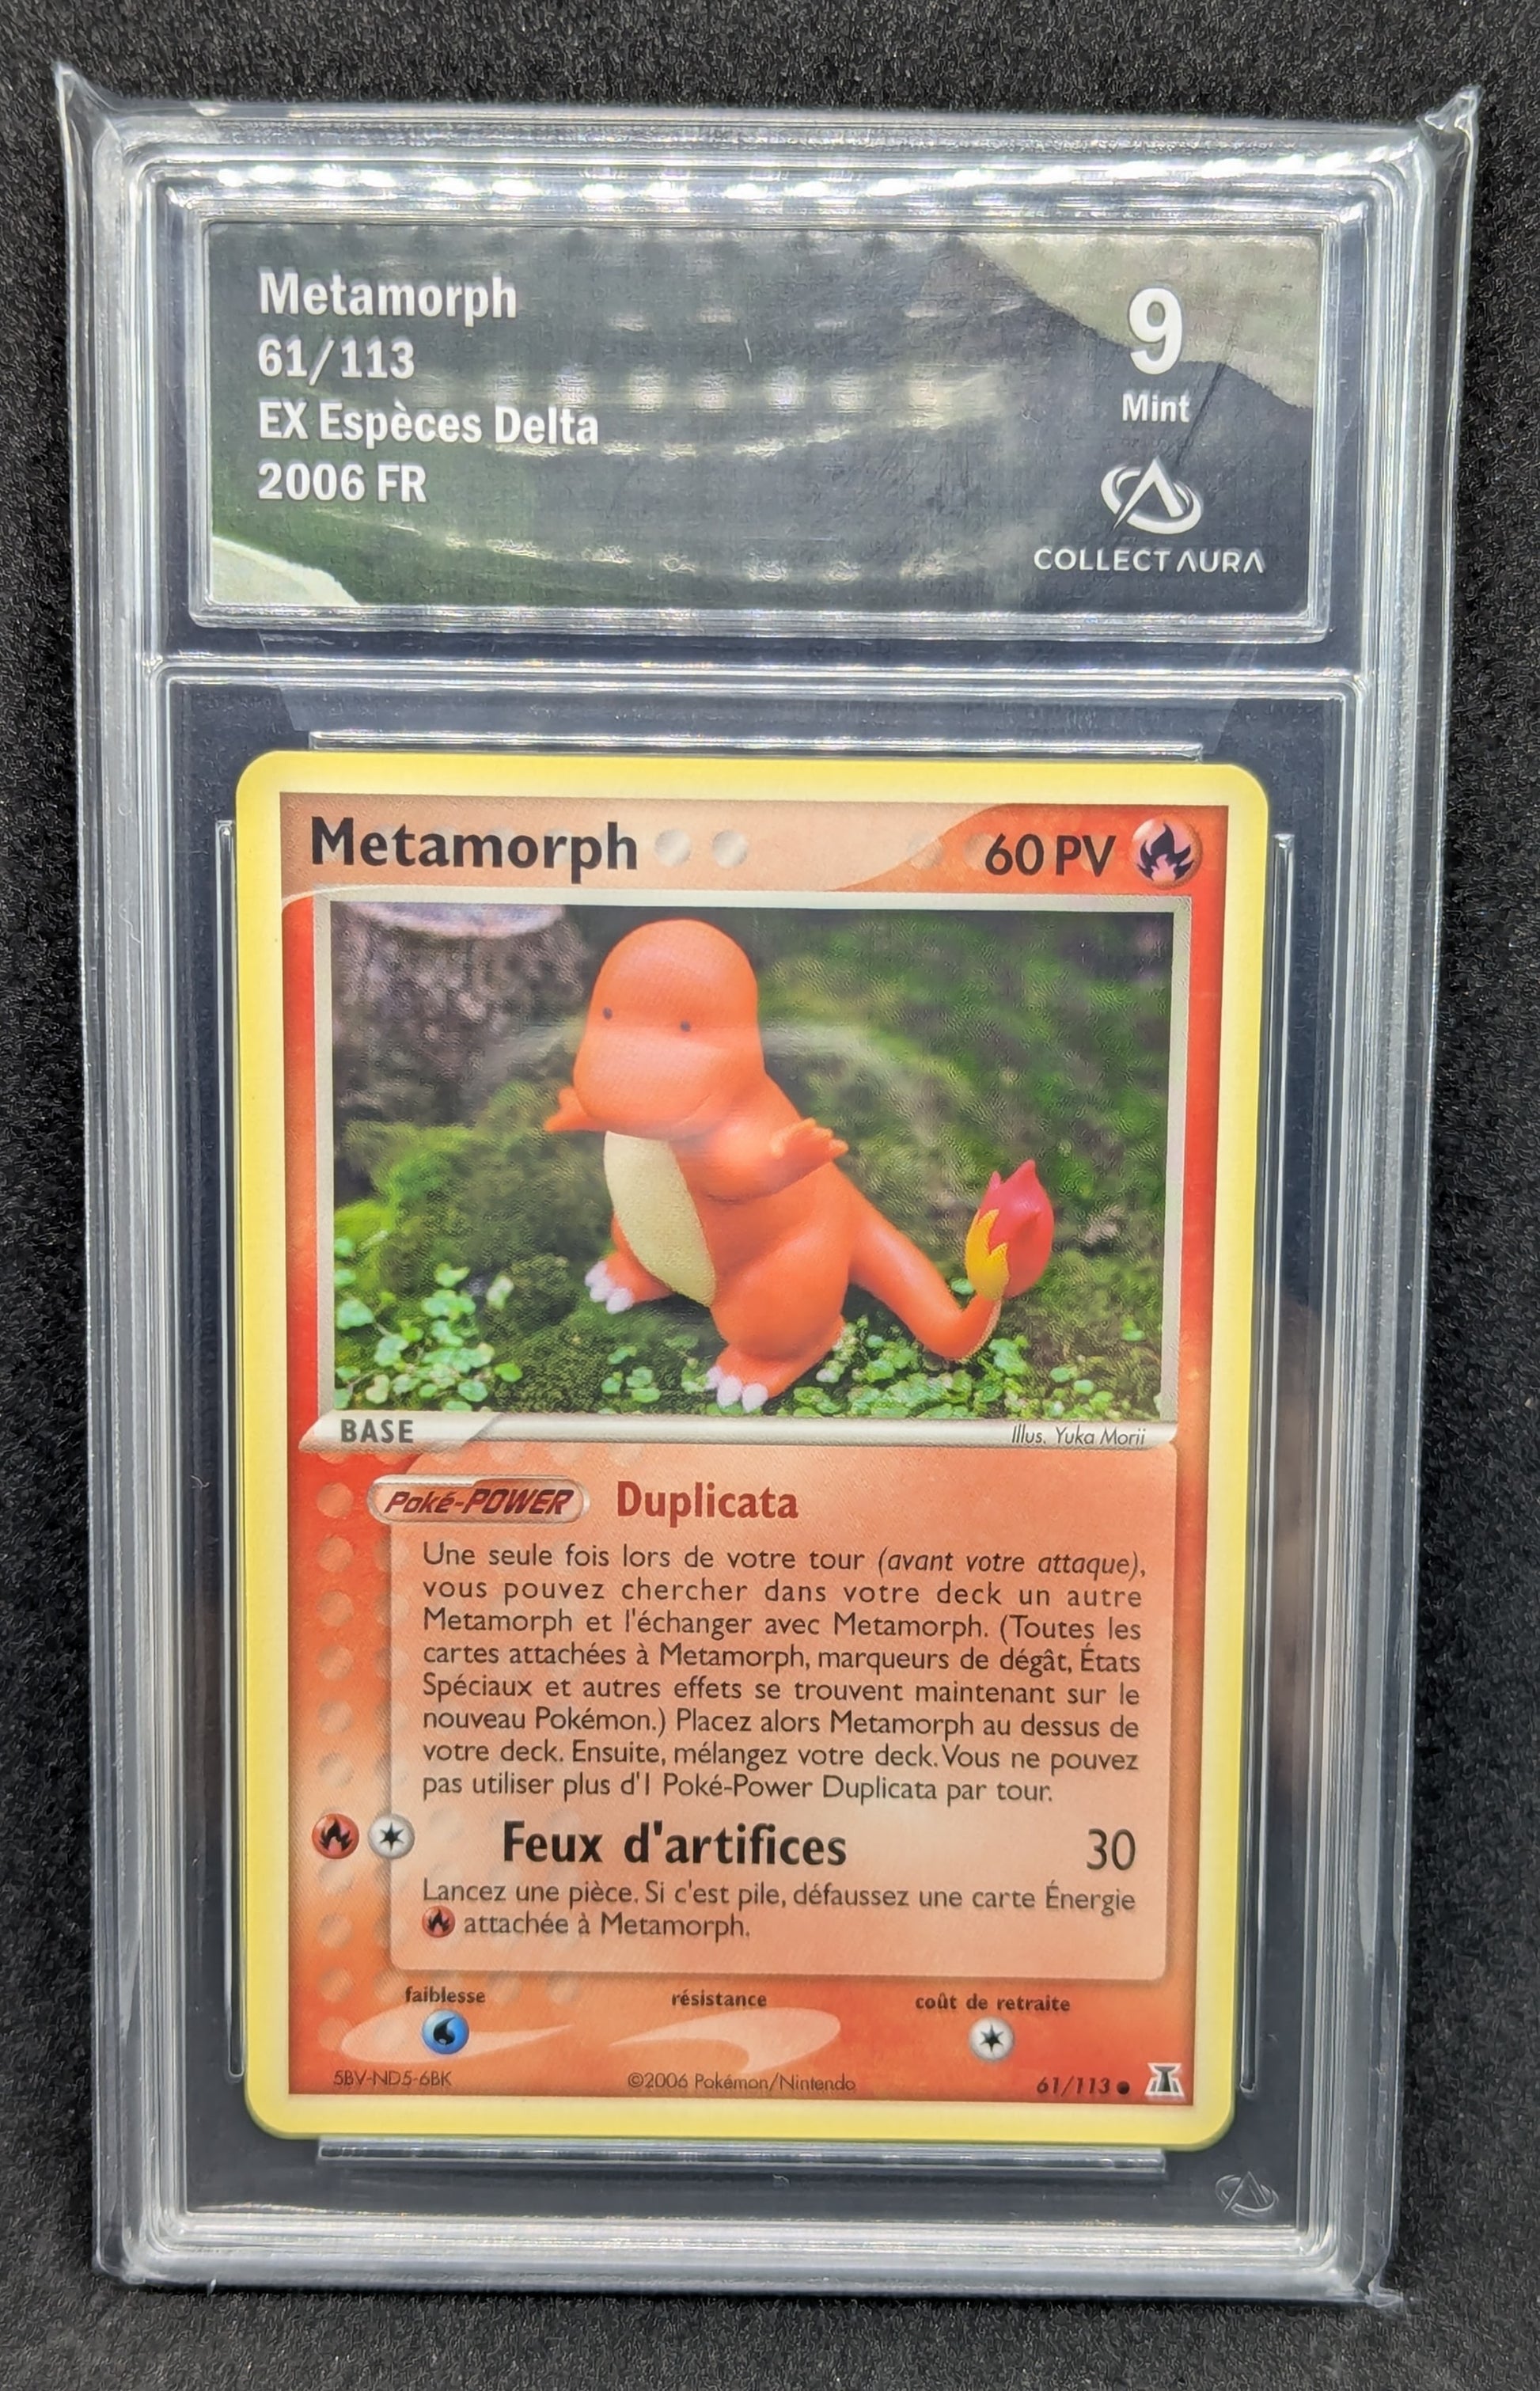 Metamorph
61/113
EX Espèces Delta
2006 FR
9
Mint
COLLECT AURA
Metamorph 60 PV
BASE Illus. Yuka Morii
Poké-POWER Duplicata
Une seule fois lors de votre tour (avant votre attaque),
vous pouvez chercher dans votre deck un autre
Metamorph et l'échanger avec Metamorph. (Toutes les
cartes attachées à Metamorph, marqueurs de dégât, États
Spéciaux et autres effets se trouvent maintenant sur le
nouveau Pokémon.) Placez alors Metamorph au dessus de
votre deck. Ensuite, mélangez votre deck. Vous ne pouvez
pas utiliser plus d'1 Poké-Power Duplicata par tour.
Feux d'artifices 30
Lancez une pièce. Si c'est pile, défaussez une carte Énergie
attachée à Metamorph.
faiblesse résistance coût de retraite
5BV-ND5-6BK ©2006 Pokémon/Nintendo 61/113